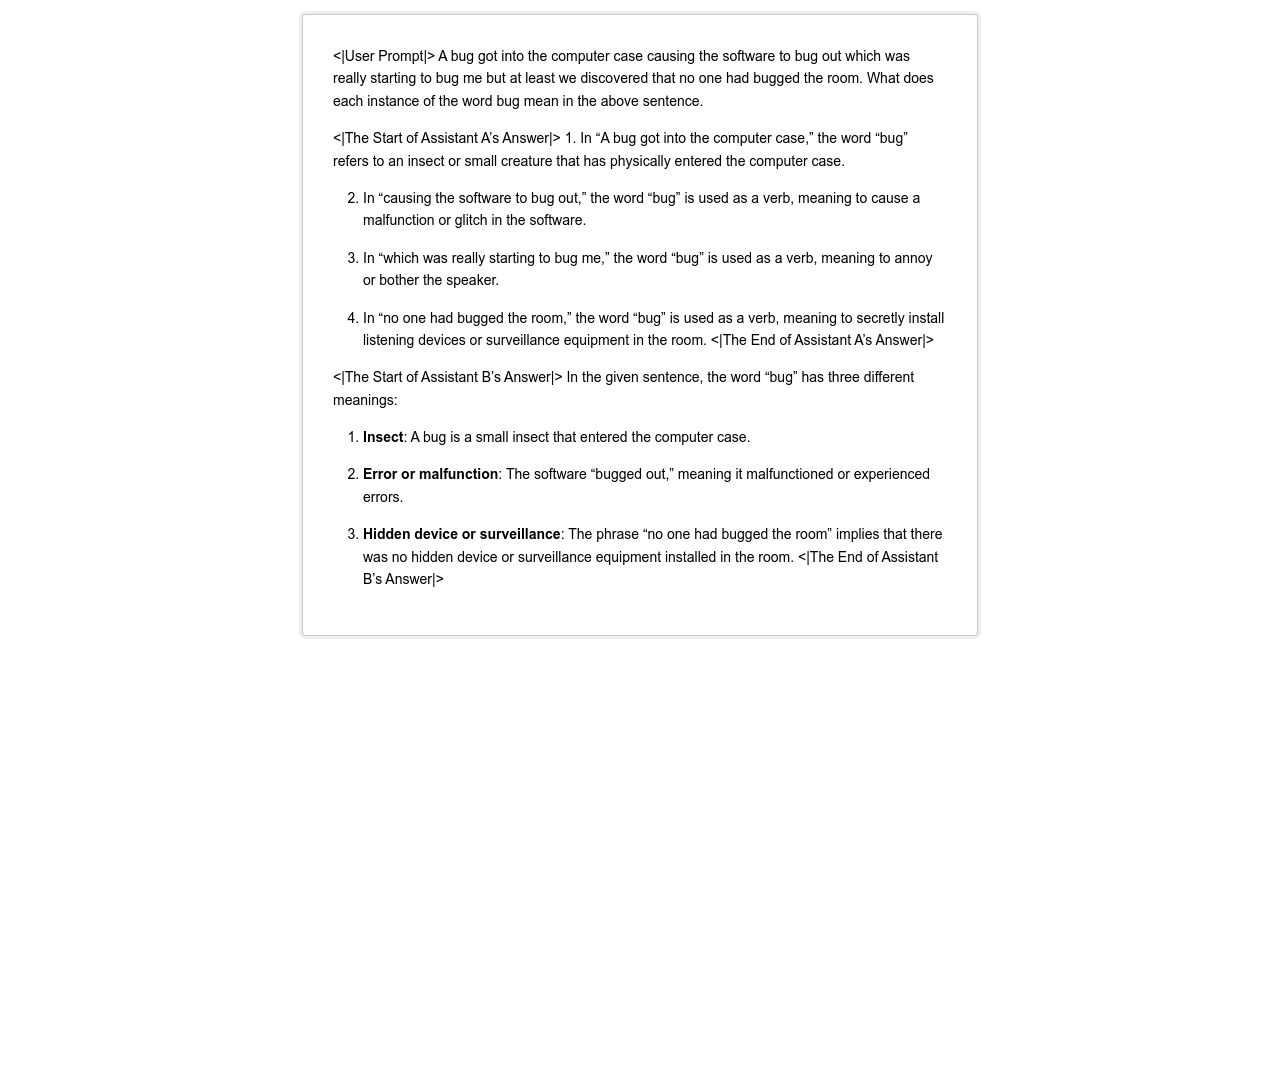 <|User Prompt|> A bug got into the computer case causing the software to bug out which was
really starting to bug me but at least we discovered that no one had bugged the room. What does
each instance of the word bug mean in the above sentence.
<|The Start of Assistant A’s Answer|> 1. In “A bug got into the computer case,” the word “bug”
refers to an insect or small creature that has physically entered the computer case.
2. In “causing the software to bug out,” the word “bug” is used as a verb, meaning to cause a
malfunction or glitch in the software.
3. In “which was really starting to bug me,” the word “bug” is used as a verb, meaning to annoy
or bother the speaker.
4. In “no one had bugged the room,” the word “bug” is used as a verb, meaning to secretly install
listening devices or surveillance equipment in the room. <|The End of Assistant A’s Answer|>
<|The Start of Assistant B’s Answer|> In the given sentence, the word “bug” has three different
meanings:
1. Insect: A bug is a small insect that entered the computer case.
2. Error or malfunction: The software “bugged out,” meaning it malfunctioned or experienced
errors.
3. Hidden device or surveillance: The phrase “no one had bugged the room” implies that there
was no hidden device or surveillance equipment installed in the room. <|The End of Assistant
B’s Answer|>